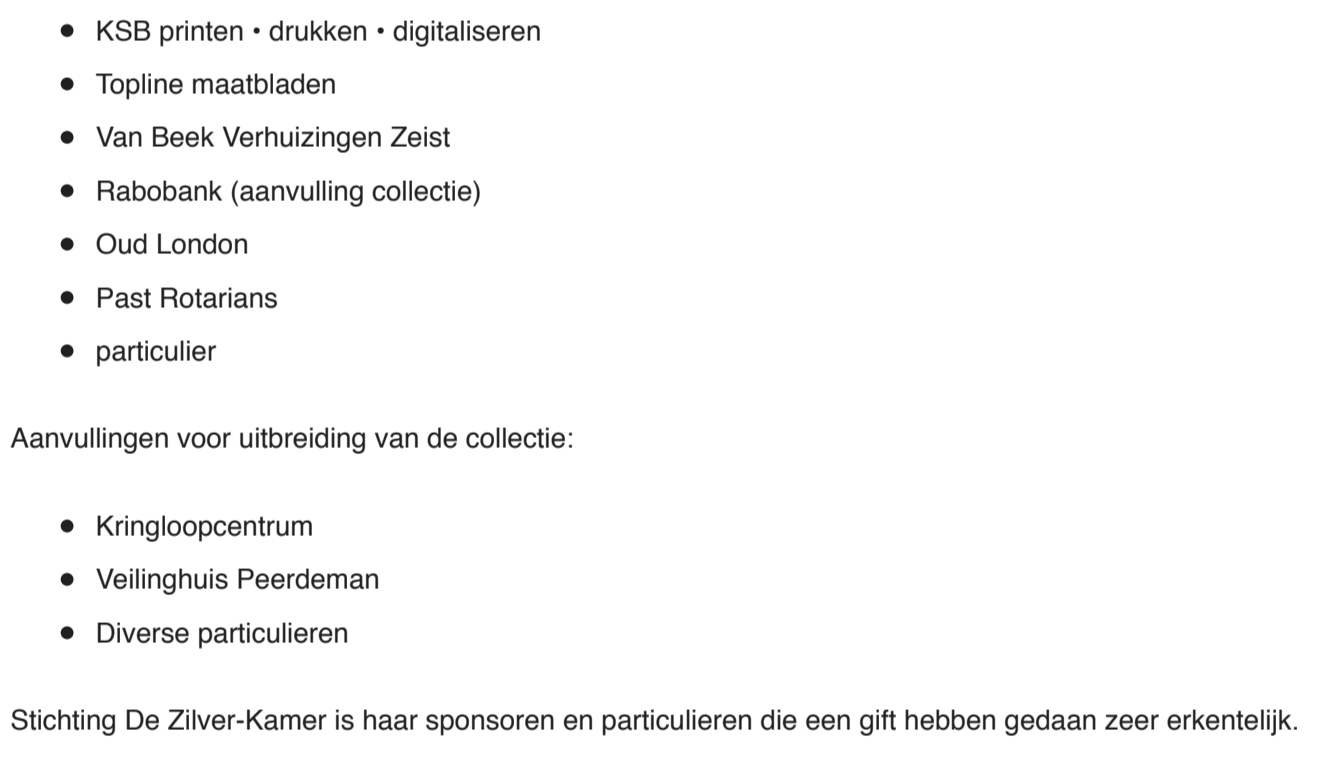 • KSB printen • drukken • digitaliseren
• Topline maatbladen
• Van Beek Verhuizingen Zeist
• Rabobank (aanvulling collectie)
• Oud London
• Past Rotarians
• particulier
Aanvullingen voor uitbreiding van de collectie:
• Kringloopcentrum
• Veilinghuis Peerdeman
• Diverse particulieren
Stichting De Zilver-Kamer is haar sponsoren en particulieren die een gift hebben gedaan zeer erkentelijk.